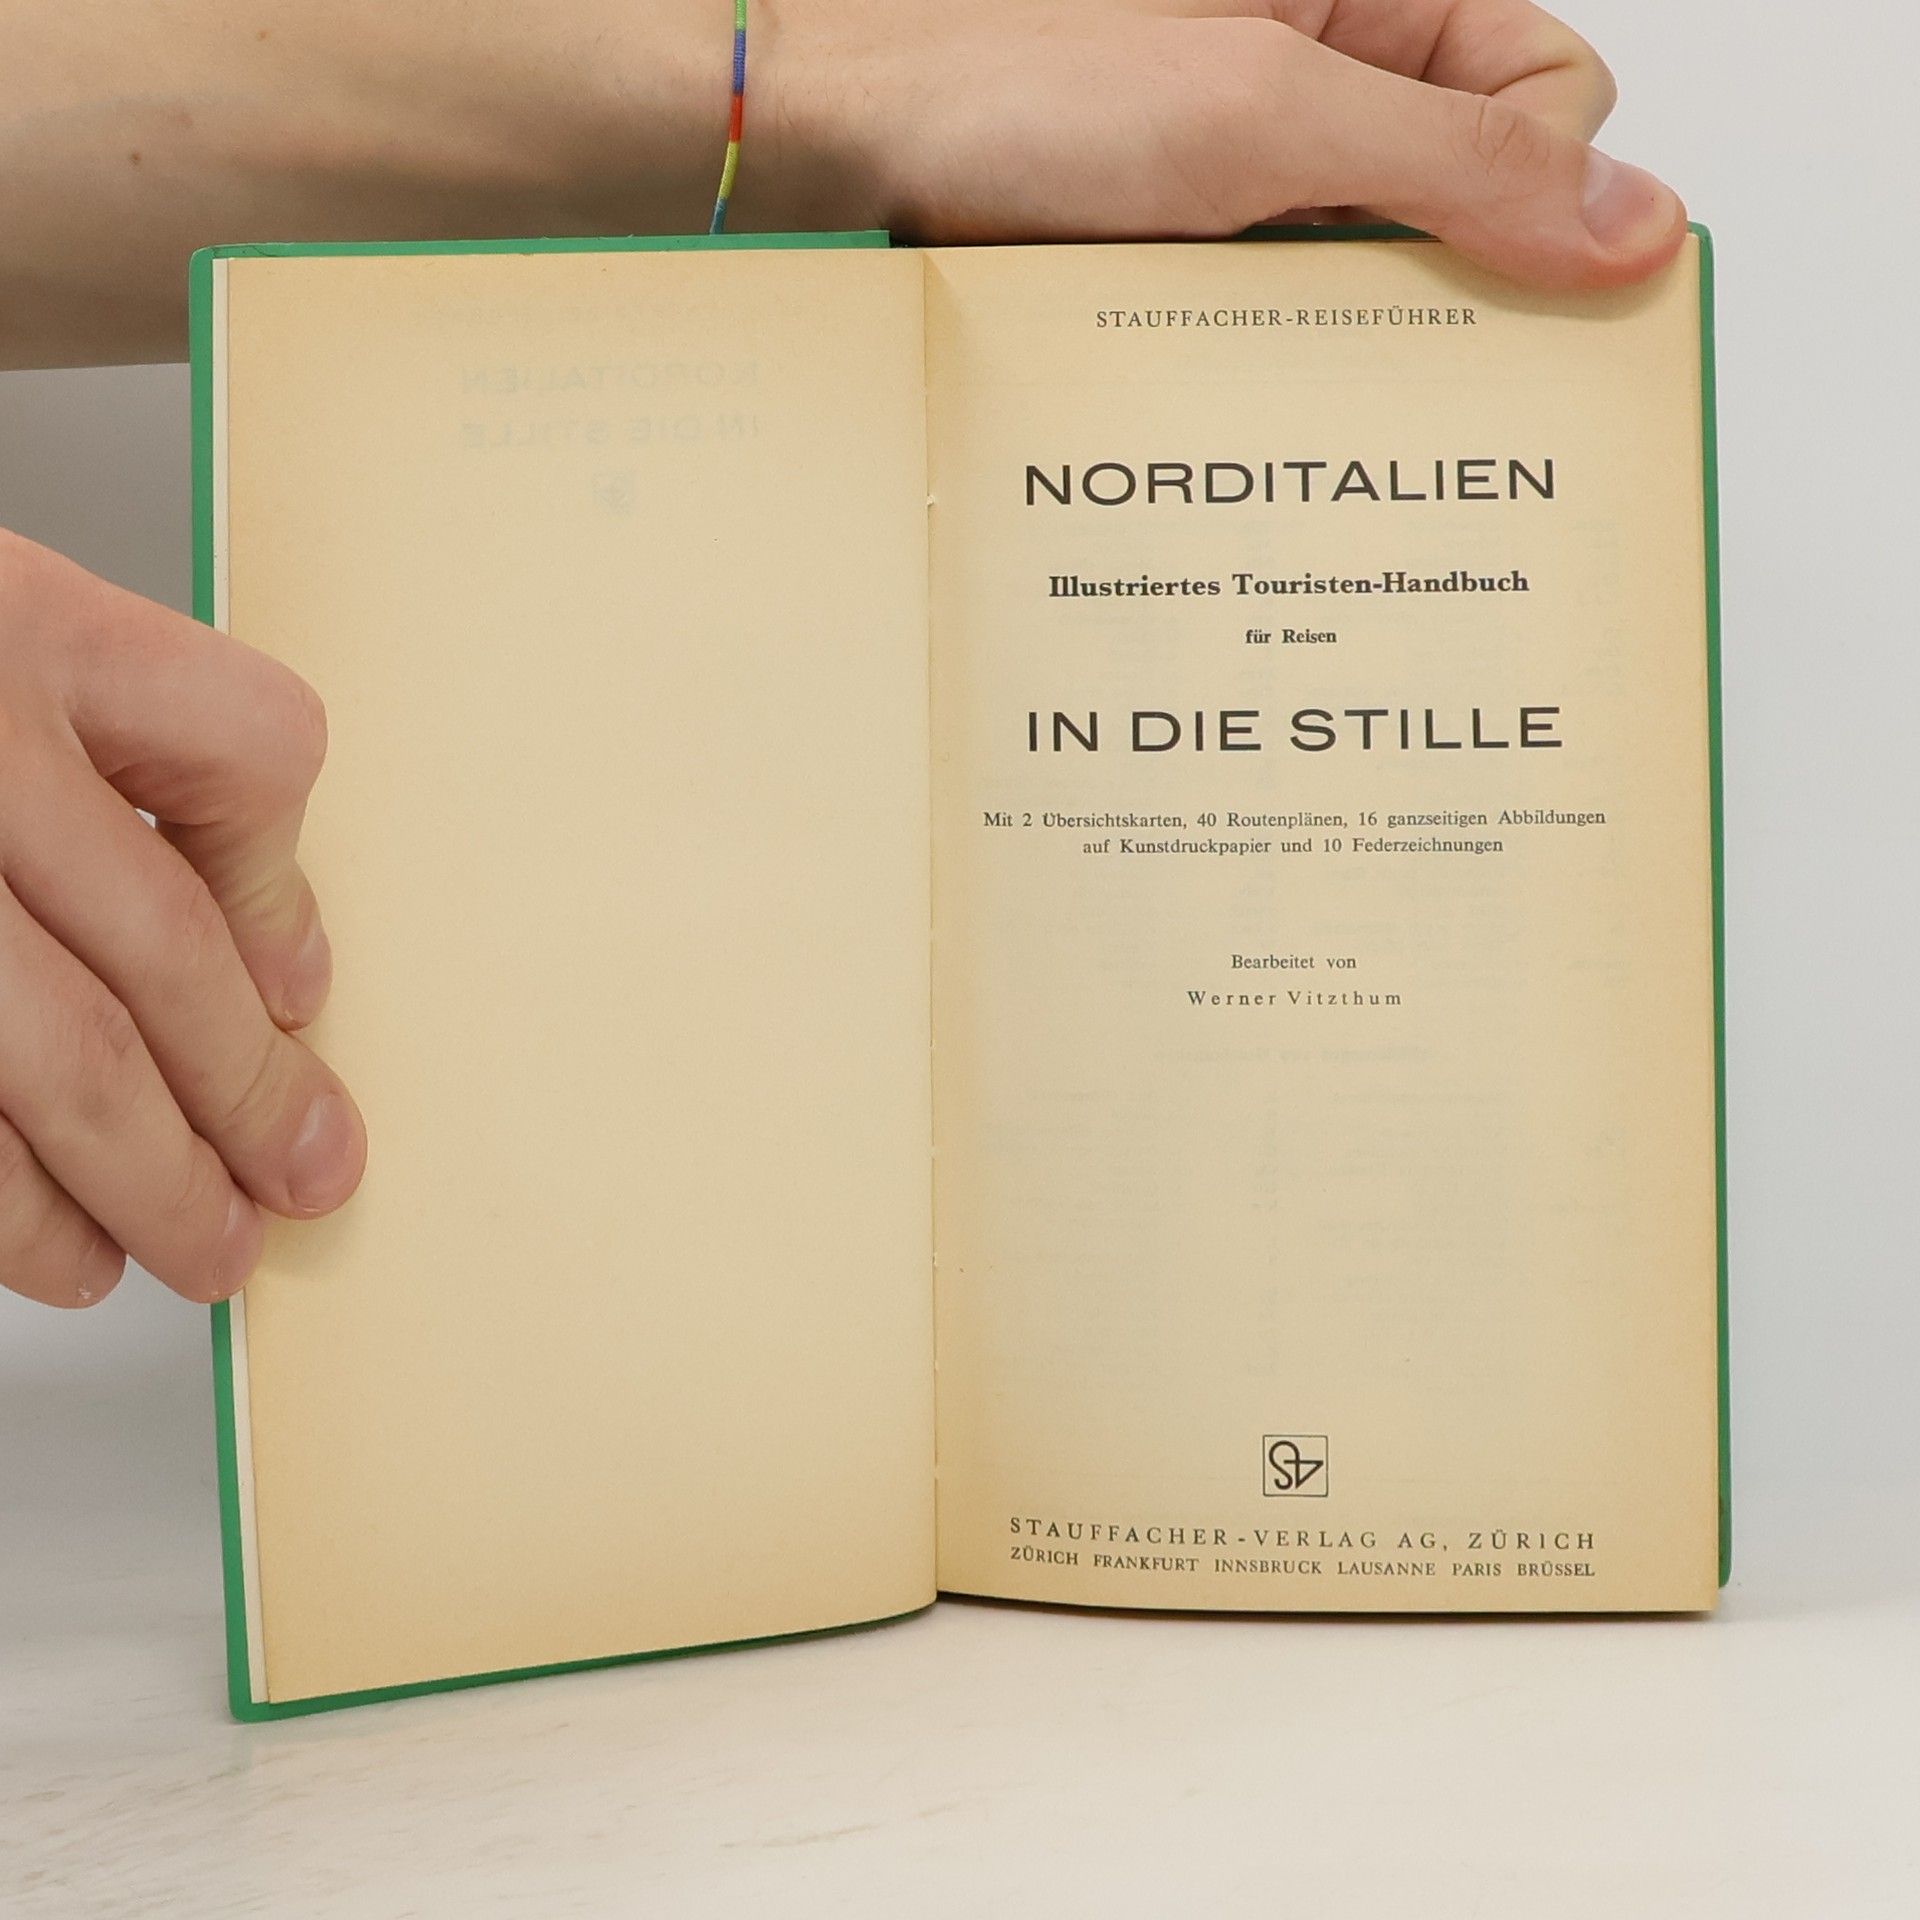 STAUFFACHER-REISEFÜHRER
NORDITALIEN
Illustriertes Touristen-Handbuch
für Reisen
IN DIE STILLE
Mit 2 Übersichtskarten, 40 Routenplänen, 16 ganzseitigen Abbildungen
auf Kunstdruckpapier und 10 Federzeichnungen
Bearbeitet von
Werner Vitzthum
STAUFFACHER-VERLAG AG, ZÜRICH
ZÜRICH FRANKFURT INNSBRUCK LAUSANNE PARIS BRÜSSEL